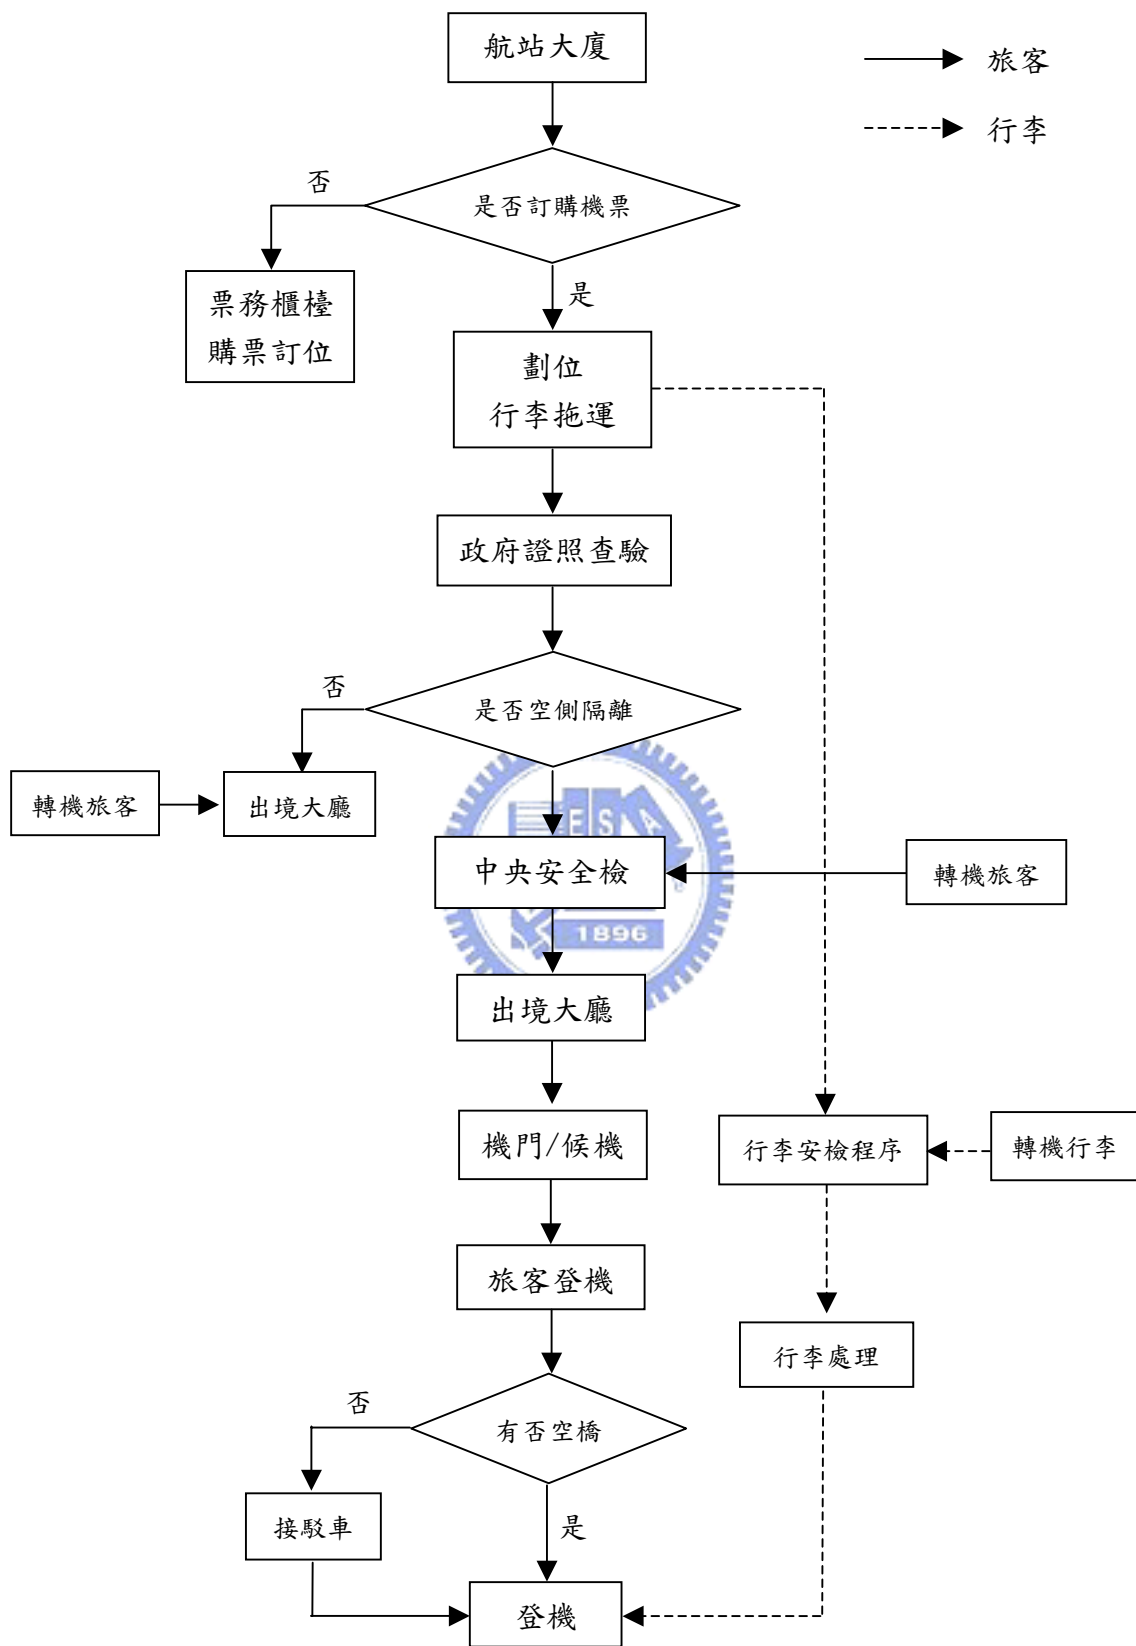 航站大廈
旅客
行李
否
是否訂購機票
是
票務櫃檯
購票訂位
劃位
行李拖運
政府證照查驗
否
是否空側隔離
轉機旅客
出境大廳
ESA
中央安全檢
轉機旅客
e
1896
出境大廳
機門/候機
行李安檢程序
轉機行李
旅客登機
行李處理
否
有否空橋
接駁車
是
登機